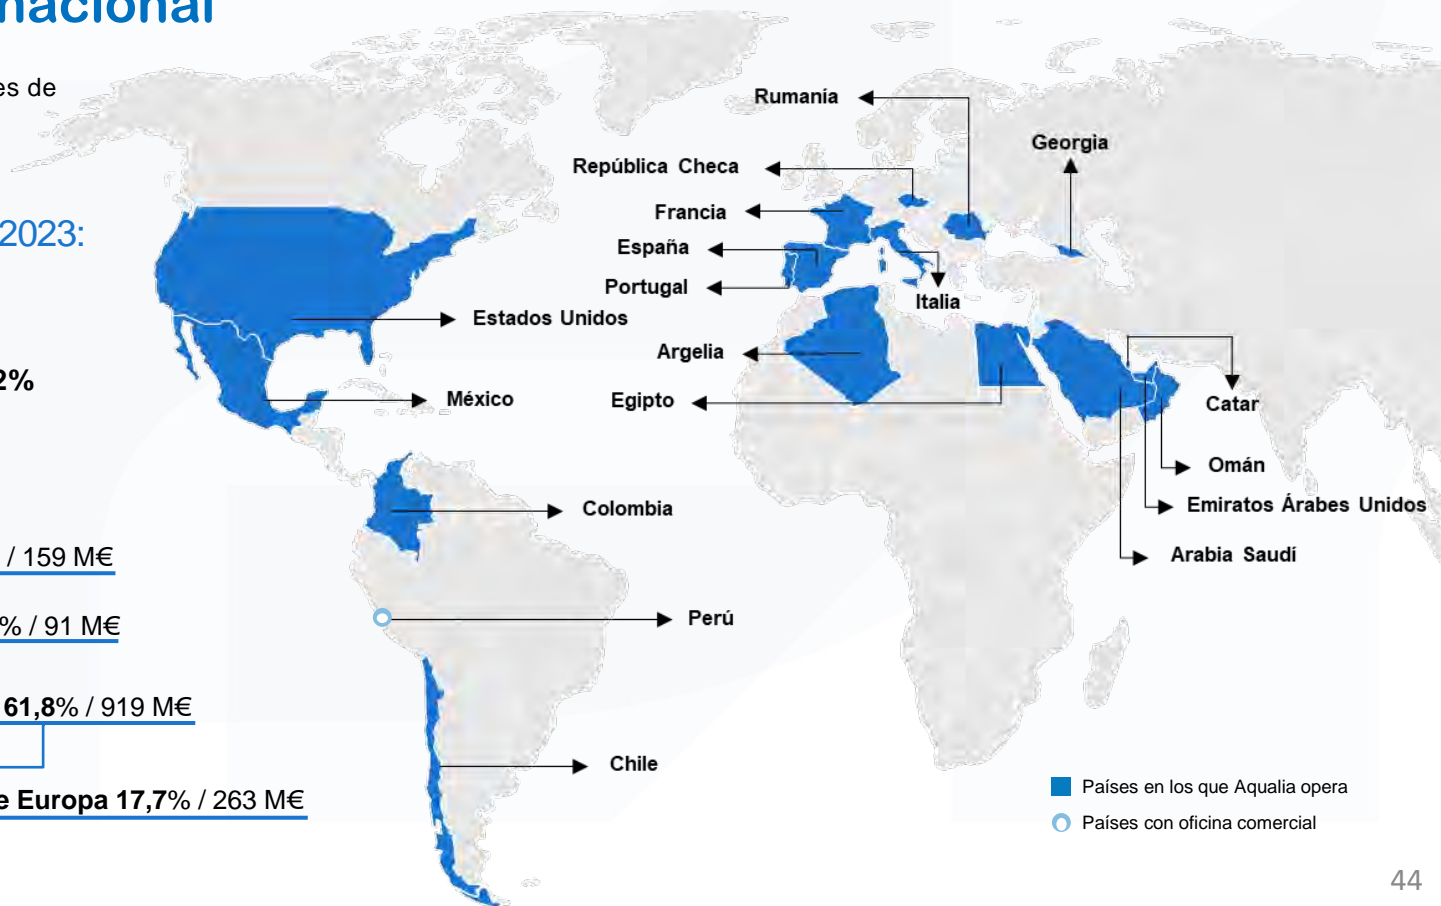 nacional
es de
2023:
2%
/ 159 M€
% / 91 M€
61,8% / 919 M€
e Europa 17,7% / 263 M€
Rumanía
Georgia
República Checa
Francia
España
Portugal
Italia
Estados Unidos
Argelia
México
Egipto
Catar
Omán
Colombia
Emiratos Árabes Unidos
Arabia Saudí
Perú
Chile
Países en los que Aqualia opera
Países con oficina comercial
44